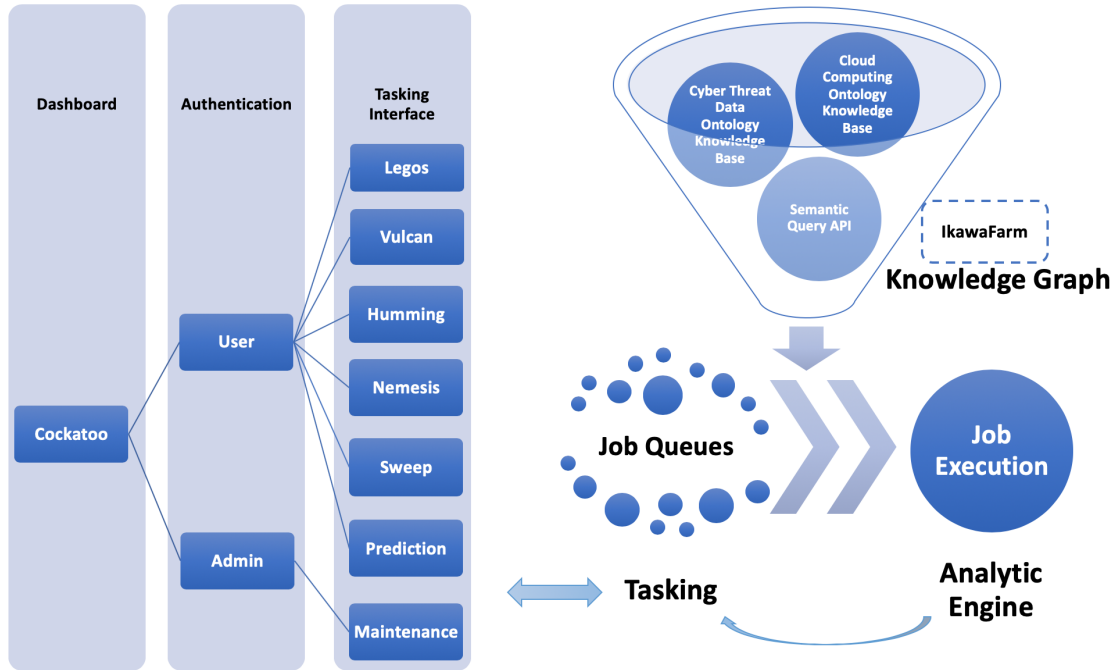 Dashboard
Authentication
Tasking
Interface
Legos
Vulcan
Humming
User
Nemesis
Cockatoo
Sweep
Prediction
Admin
Maintenance
Cyber Threat
Data
Ontology
Knowledge
Base
Cloud
Computing
Ontology
Knowledge
Base
Semantic
Query API
IkawaFarm
Knowledge Graph
Job Queues
Job
Execution
Tasking
Analytic
Engine